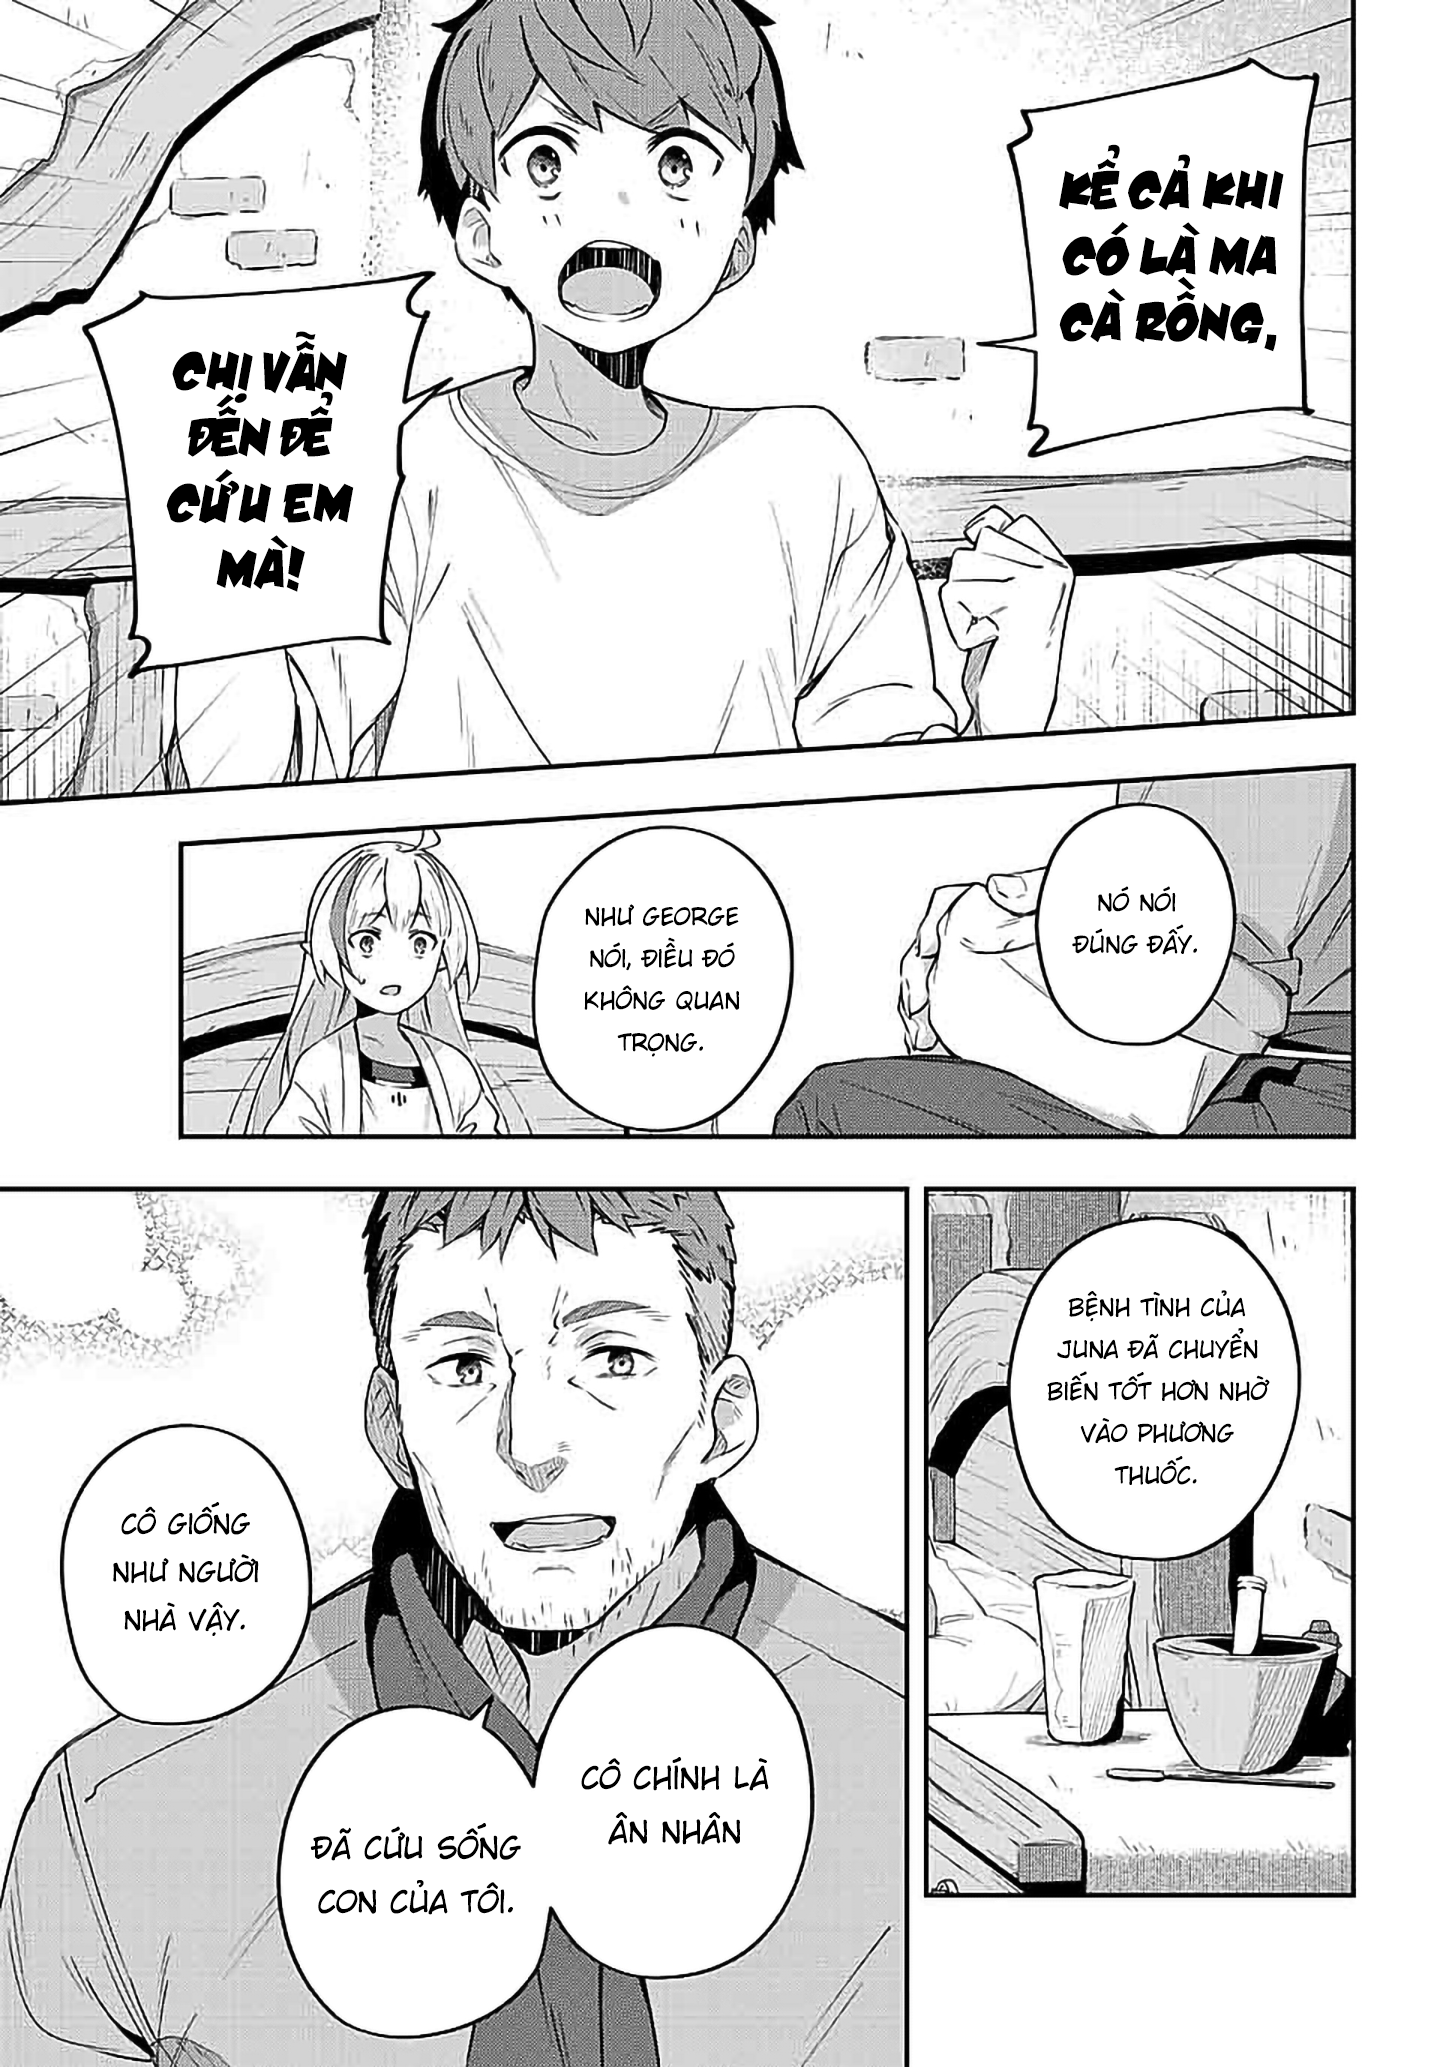 KỂ CẢ KHI
CÓ LÀ MA
CÀ RỒNG,
CHỊ VẪN
ĐẾN ĐỂ
CỨU EM
MÀ!
NÓ NÓI
ĐÚNG ĐẤY.
NHƯ GEORGE
NÓI, ĐIỀU ĐÓ
KHÔNG QUAN
TRỌNG.
BỆNH TÌNH CỦA
JUNA ĐÃ CHUYỂN
BIẾN TỐT HƠN NHỜ
VÀO PHƯƠNG
THUỐC.
CÔ CHÍNH LÀ
ÂN NHÂN
ĐÃ CỨU SỐNG
CON CỦA TÔI.
CÔ GIỐNG
NHƯ NGƯỜI
NHÀ VẬY.